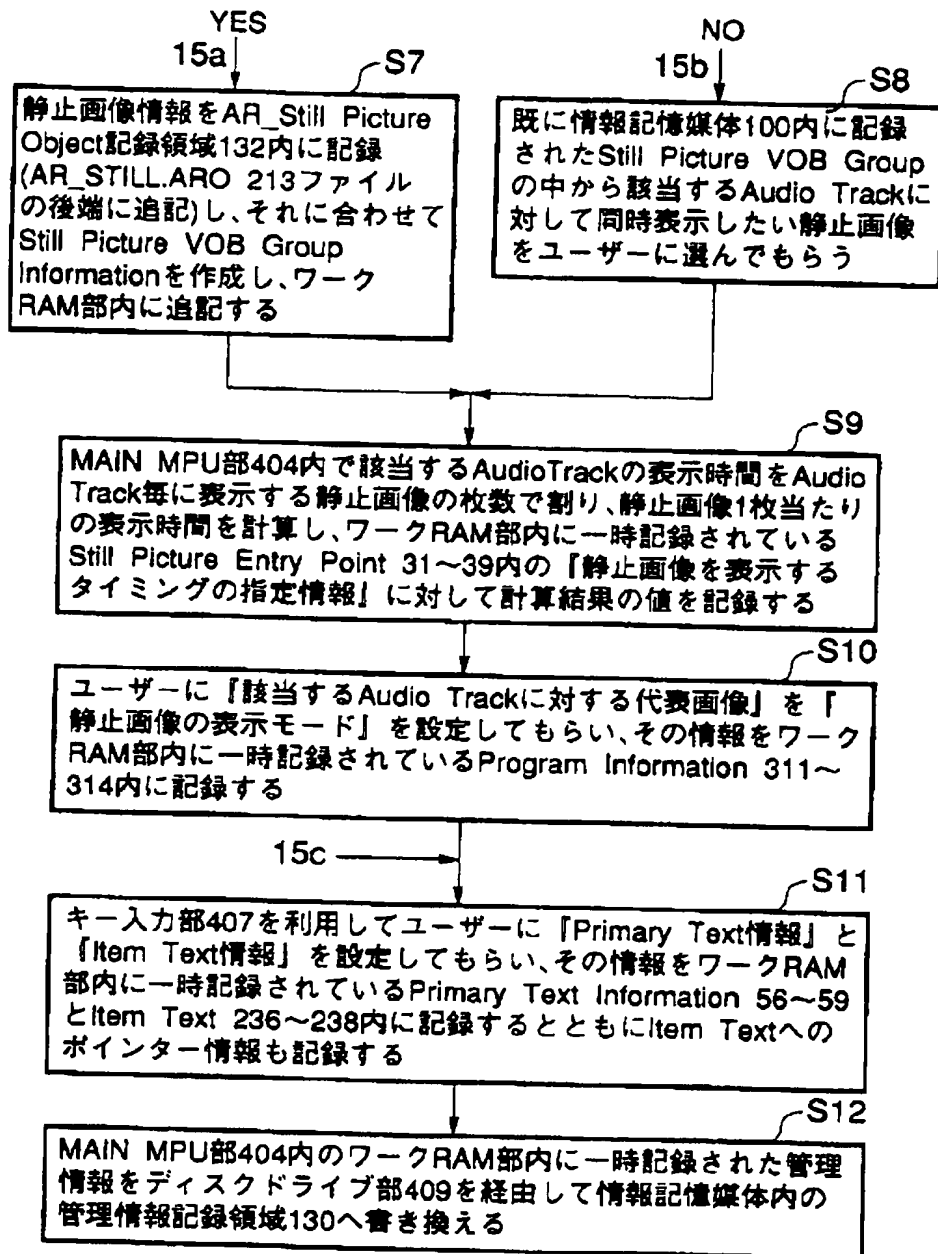 YES
15a
S7
静止画像情報をAR_Still Picture
Object記録領域132内に記録
(AR_STILL.ARO 213ファイル
の後端に追記)し、それに合わせて
Still Picture VOB Group
Informationを作成し、ワーク
RAM部内に追記する
NO
15b
S8
既に情報記憶媒体100内に記録
されたStill Picture VOB Group
の中から該当するAudio Trackに
対して同時表示したい静止画像
をユーザーに選んでもらう
S9
MAIN MPU部404内で該当するAudioTrackの表示時間をAudio
Track毎に表示する静止画像の枚数で割り、静止画像1枚当たり
の表示時間を計算し、ワークRAM部内に一時記録されている
Still Picture Entry Point 31～39内の『静止画像を表示する
タイミングの指定情報』に対して計算結果の値を記録する
S10
ユーザーに『該当するAudio Trackに対する代表画像』を『
静止画像の表示モード』を設定してもらい、その情報をワーク
RAM部内に一時記録されているProgram Information 311～
314内に記録する
15c
S11
キー入力部407を利用してユーザーに『Primary Text情報』と
『Item Text情報』を設定してもらい、その情報をワークRAM
部内に一時記録されているPrimary Text Information 56～59
とItem Text 236～238内に記録するとともにItem Textへの
ポインター情報も記録する
S12
MAIN MPU部404内のワークRAM部内に一時記録された管理
情報をディスクドライブ部409を経由して情報記憶媒体内の
管理情報記録領域130へ書き換える